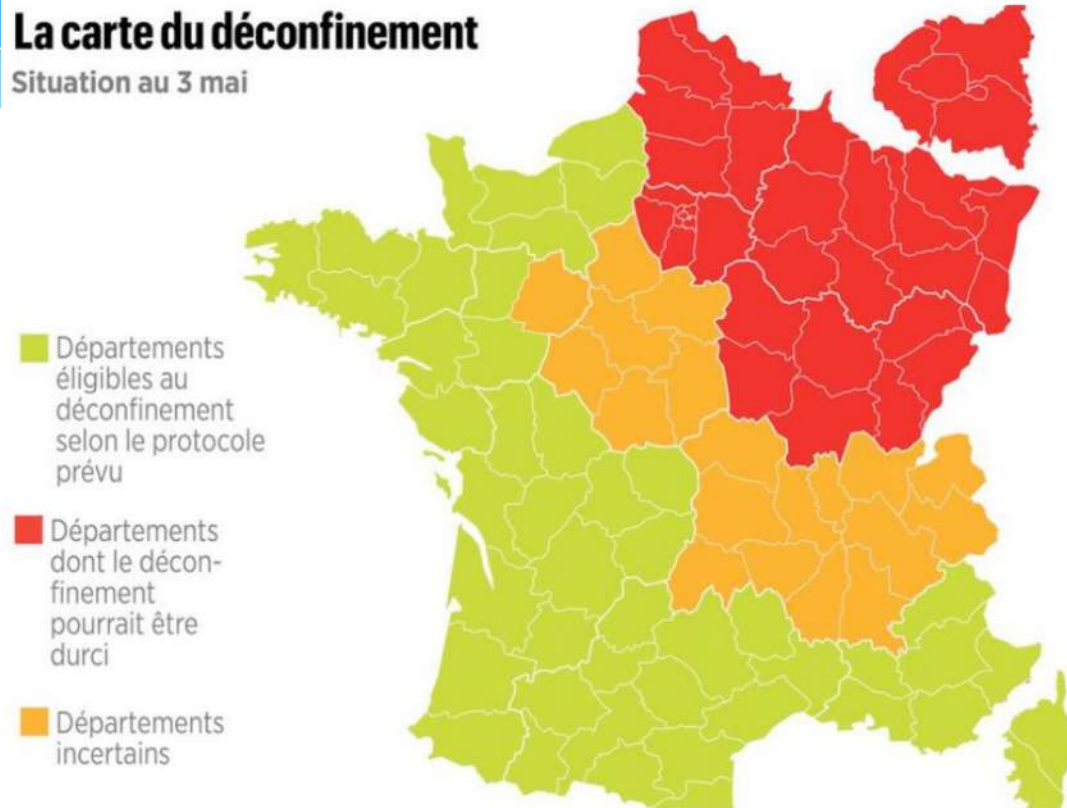 La carte du déconfinement
Situation au 3 mai
Départements
éligibles au
déconfinement
selon le protocole
prévu
Départements
dont le décon-
finement
pourrait être
durci
Départements
incertains